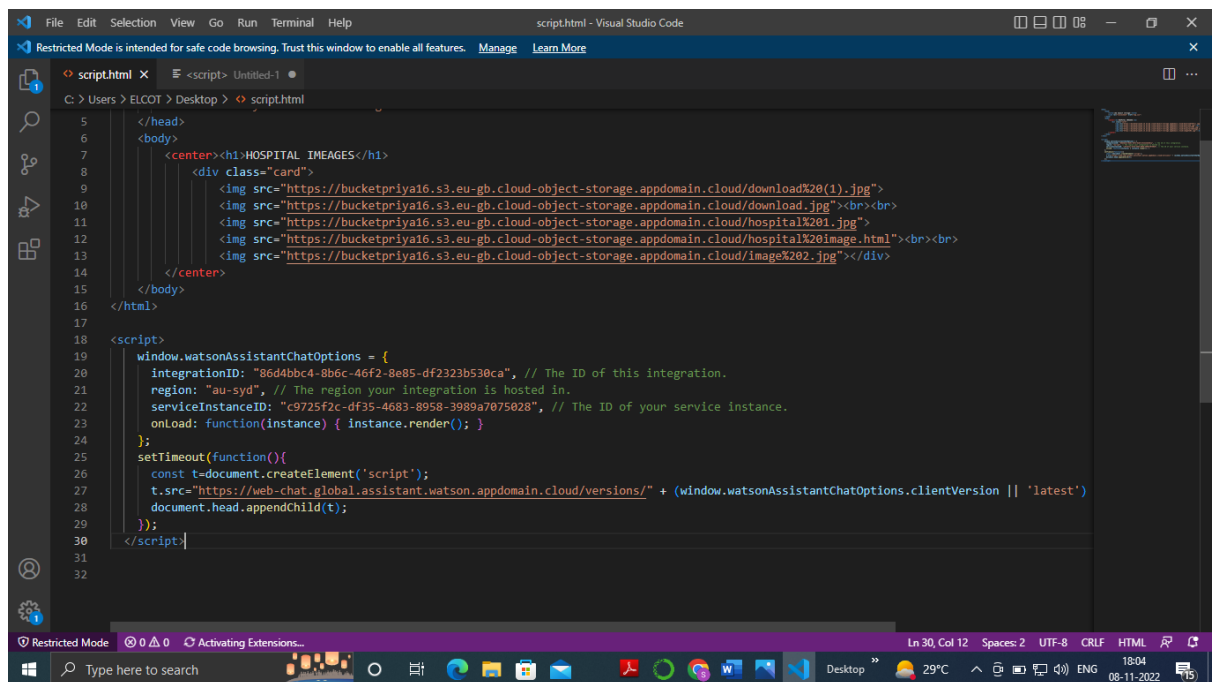 File Edit Selection View Go Run Terminal Help script.html - Visual Studio Code
Restricted Mode is intended for safe code browsing. Trust this window to enable all features. Manage Learn More
script.html <script> Untitled-1
C: > Users > ELCOT > Desktop > script.html
5 </head>
6 <body>
7 <center><h1>HOSPITAL IMEAGES</h1>
8 <div class="card">
9 <img src="https://bucketpriya16.s3.eu-gb.cloud-object-storage.appdomain.cloud/download%20(1).jpg">
10 <img src="https://bucketpriya16.s3.eu-gb.cloud-object-storage.appdomain.cloud/download.jpg"><br><br>
11 <img src="https://bucketpriya16.s3.eu-gb.cloud-object-storage.appdomain.cloud/hospital%201.jpg">
12 <img src="https://bucketpriya16.s3.eu-gb.cloud-object-storage.appdomain.cloud/hospital%20image.html"><br><br>
13 <img src="https://bucketpriya16.s3.eu-gb.cloud-object-storage.appdomain.cloud/image%202.jpg"></div>
14 </center>
15 </body>
16 </html>
17
18 <script>
19 window.watsonAssistantChatOptions = {
20 integrationID: "86d4bbc4-8b6c-46f2-8e85-df2323b530ca", // The ID of this integration.
21 region: "au-syd", // The region your integration is hosted in.
22 serviceInstanceID: "c9725f2c-df35-4683-8958-3989a7075028", // The ID of your service instance.
23 onLoad: function(instance) { instance.render(); }
24 };
25 setTimeout(function(){
26 const t=document.createElement('script');
27 t.src="https://web-chat.global.assistant.watson.appdomain.cloud/versions/" + (window.watsonAssistantChatOptions.clientVersion || 'latest')
28 document.head.appendChild(t);
29 });
30 </script>
31
32
Restricted Mode 0 0 Activating Extensions... Ln 30, Col 12 Spaces: 2 UTF-8 CRLF HTML
Type here to search Desktop 29°C ENG 18:04
08-11-2022 15